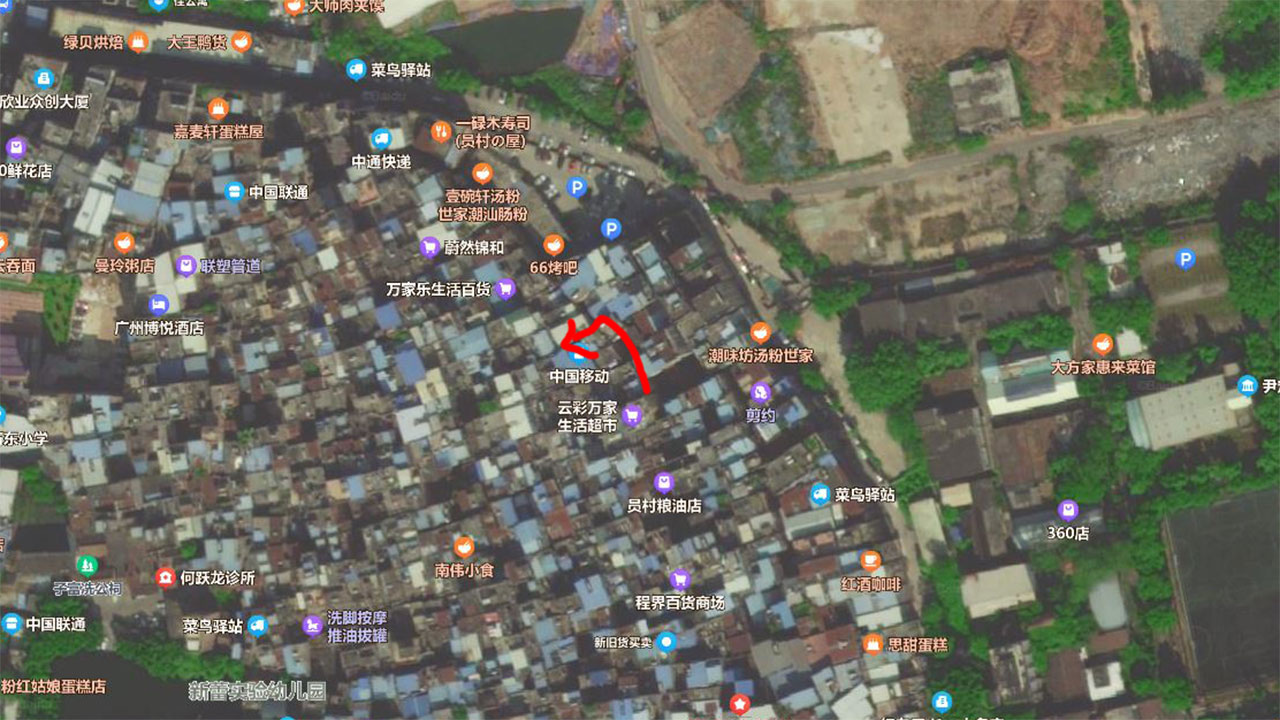 大师肉夹馍
绿贝烘焙
大王鸭货
菜鸟驿站
欣业众创大厦
嘉麦轩蛋糕屋
一碌木寿司
(员村の屋)
中通快递
鲜花店
中国联通
壹碗轩汤粉
世家潮汕肠粉
P
P
蔚然锦和
66烤吧
P
吞面
曼玲粥店
联塑管道
万家乐生活百货
广州博悦酒店
潮味坊汤粉世家
大方家惠来菜馆
中国移动
尹
云彩万家
生活超市
剪约
东小学
员村粮油店
菜鸟驿站
360店
南伟小食
何跃龙诊所
子富冼公祠
红酒咖啡
程界百货商场
中国联通
菜鸟驿站
洗脚按摩
推油拔罐
新旧货买卖
思甜蛋糕
粉红姑娘蛋糕店
新蕾实验幼儿园